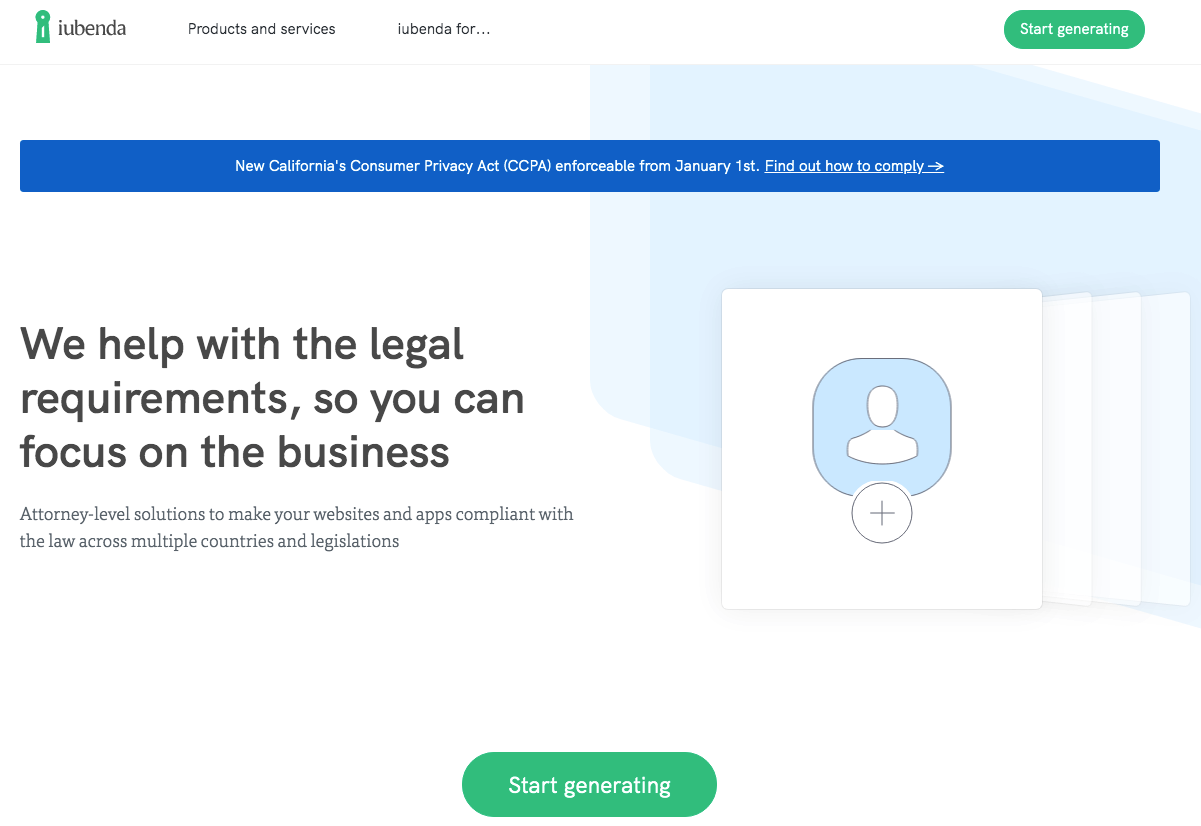 iubenda
Products and services
iubenda for...
Start generating
New California's Consumer Privacy Act (CCPA) enforceable from January 1st. Find out how to comply →
We help with the legal
requirements, so you can
focus on the business
Attorney-level solutions to make your websites and apps compliant with
the law across multiple countries and legislations
Start generating